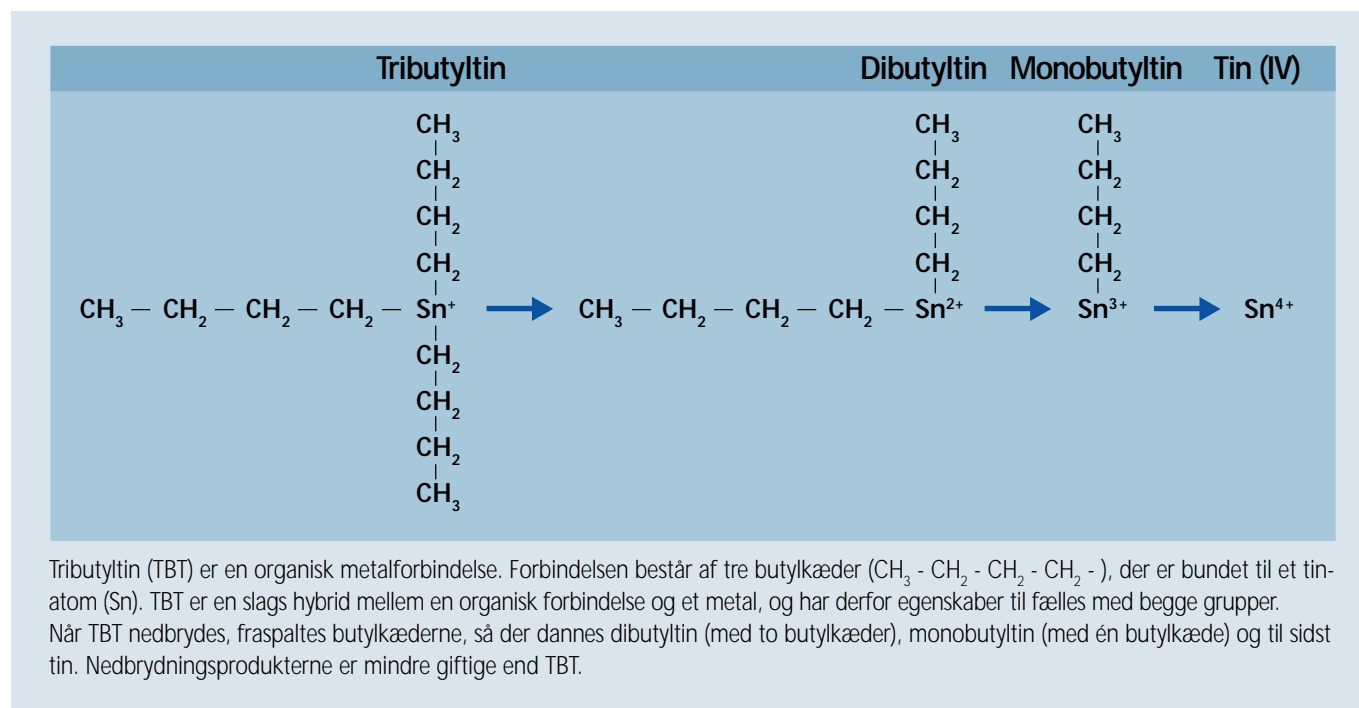 Tributyltin Dibutyltin Monobutyltin Tin (IV)
CH₃ CH₃ CH₃
CH₂ CH₂ CH₂
CH₂ CH₂ CH₂
CH₂ CH₂ CH₂
CH₃ — CH₂ — CH₂ — CH₂ — Sn⁺ → CH₃ — CH₂ — CH₂ — CH₂ — Sn²⁺ → Sn³⁺ → Sn⁴⁺
CH₂
CH₂
CH₂
CH₃
Tributyltin (TBT) er en organisk metalforbindelse. Forbindelsen består af tre butylkæder (CH₃ - CH₂ - CH₂ - CH₂ - ), der er bundet til et tin-
atom (Sn). TBT er en slags hybrid mellem en organisk forbindelse og et metal, og har derfor egenskaber til fælles med begge grupper.
Når TBT nedbrydes, fraspaltes butylkæderne, så der dannes dibutyltin (med to butylkæder), monobutyltin (med én butylkæde) og til sidst
tin. Nedbrydningsprodukterne er mindre giftige end TBT.